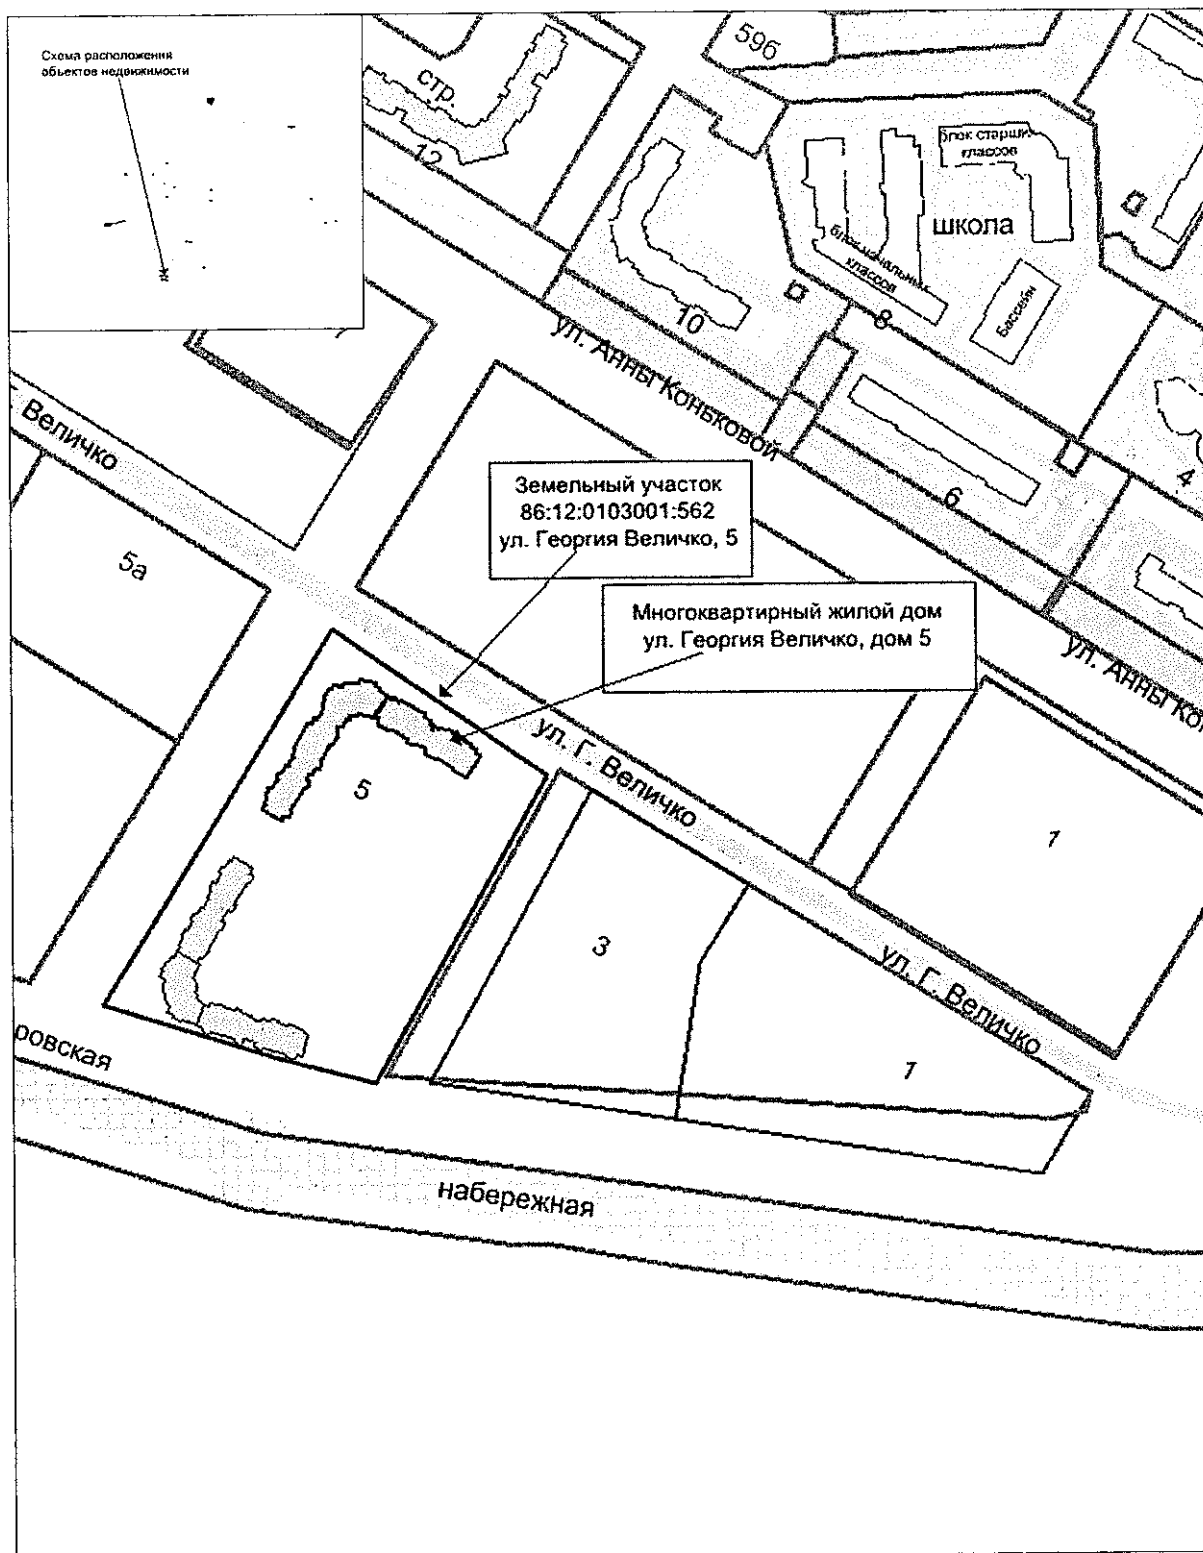 Схема расположения
объектов недвижимости
596
стр.
12
блок старших
классов
школа
блок начальных
классов
Бассейн
10
8
7
ул. Анны Коньковой
Величко
6
4
Земельный участок
86:12:0103001:562
ул. Георгия Величко, 5
5а
Многоквартирный жилой дом
ул. Георгия Величко, дом 5
ул. Анны Ко
ул. Г. Величко
5
1
3
ул. Г. Величко
ровская
1
набережная